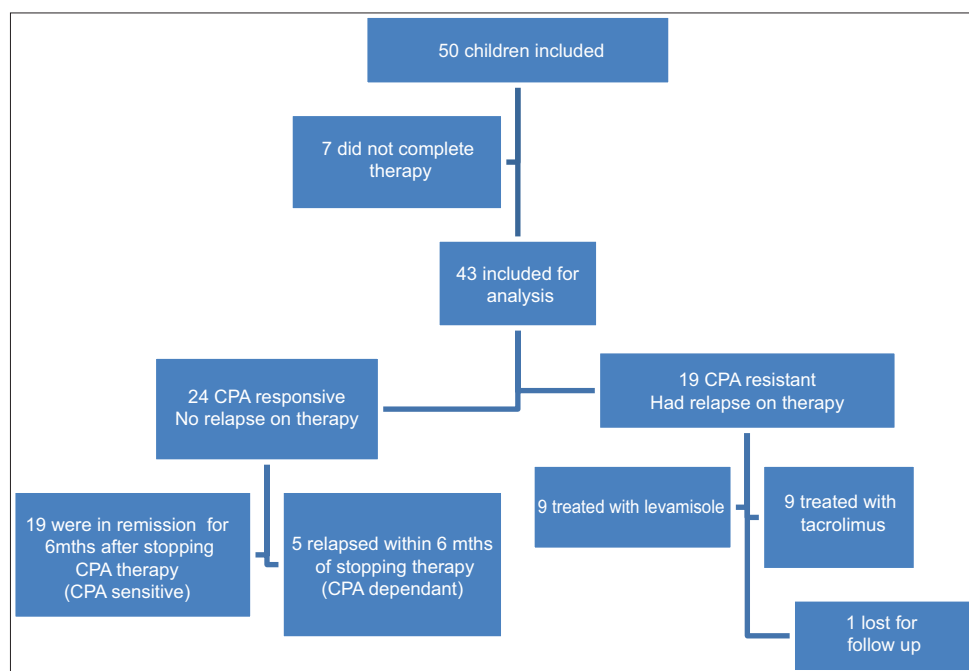 50 children included
7 did not complete
therapy
43 included for
analysis
24 CPA responsive
No relapse on therapy
19 CPA resistant
Had relapse on therapy
19 were in remission for
6mths after stopping
CPA therapy
(CPA sensitive)
5 relapsed within 6 mths
of stopping therapy
(CPA dependant)
9 treated with levamisole
9 treated with
tacrolimus
1 lost for
follow up